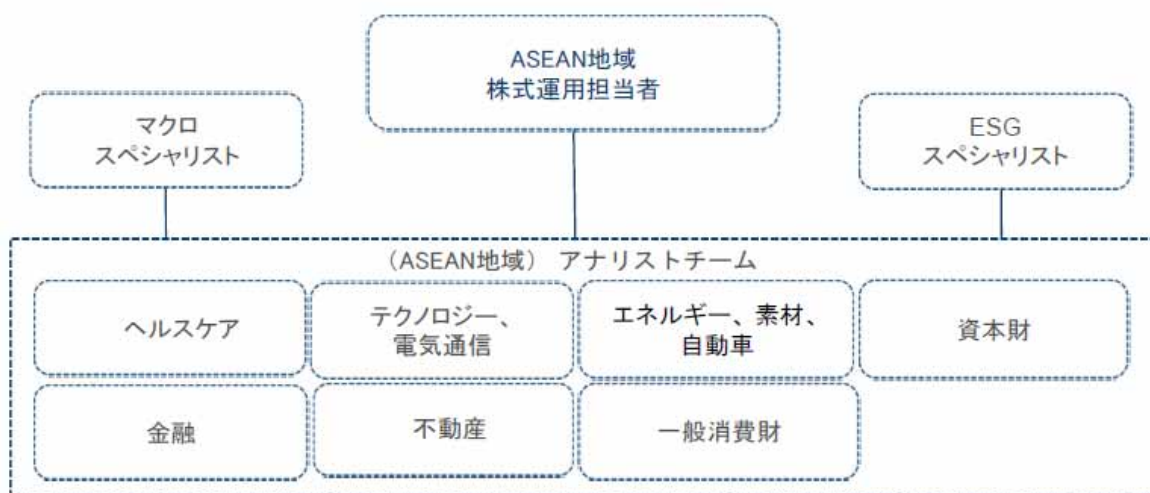 ASEAN地域
株式運用担当者
マクロ
スペシャリスト
ESG
スペシャリスト
（ASEAN地域） アナリストチーム
ヘルスケア
テクノロジー、
電気通信
エネルギー、素材、
自動車
資本財
金融
不動産
一般消費財